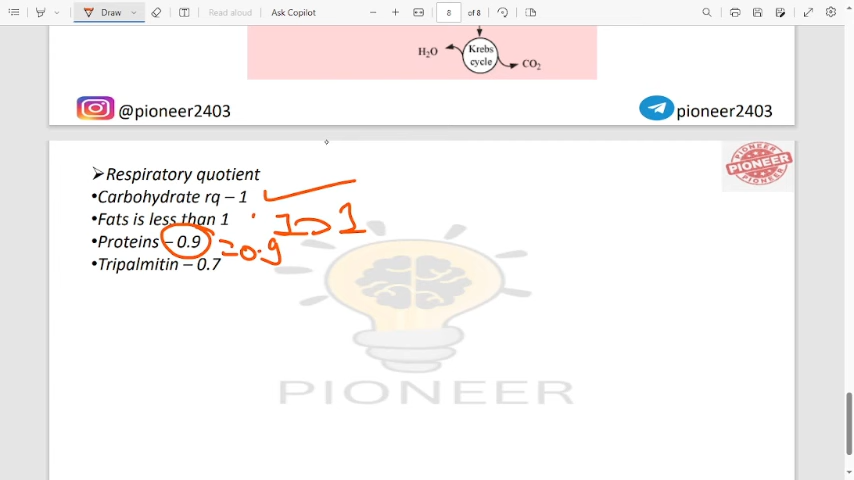 Draw
Read aloud
Ask Copilot
8
of 8
Krebs
cycle
H₂O
CO₂
@pioneer2403
pioneer2403
PIONEER
➢Respiratory quotient
•Carbohydrate rq – 1
•Fats is less than 1
1 1
•Proteins – 0.9
=0.9
•Tripalmitin – 0.7
PIONEER